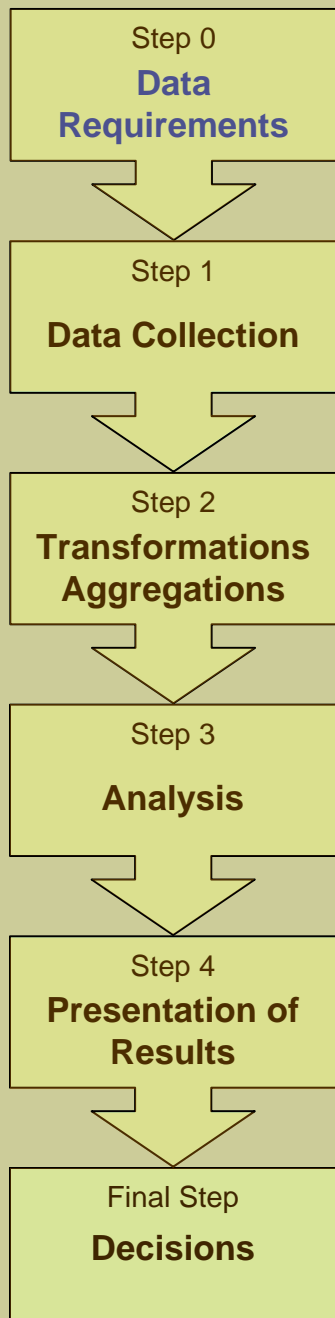 Step 0
Data
Requirements
Step 1
Data Collection
Step 2
Transformations
Aggregations
Step 3
Analysis
Step 4
Presentation of
Results
Final Step
Decisions